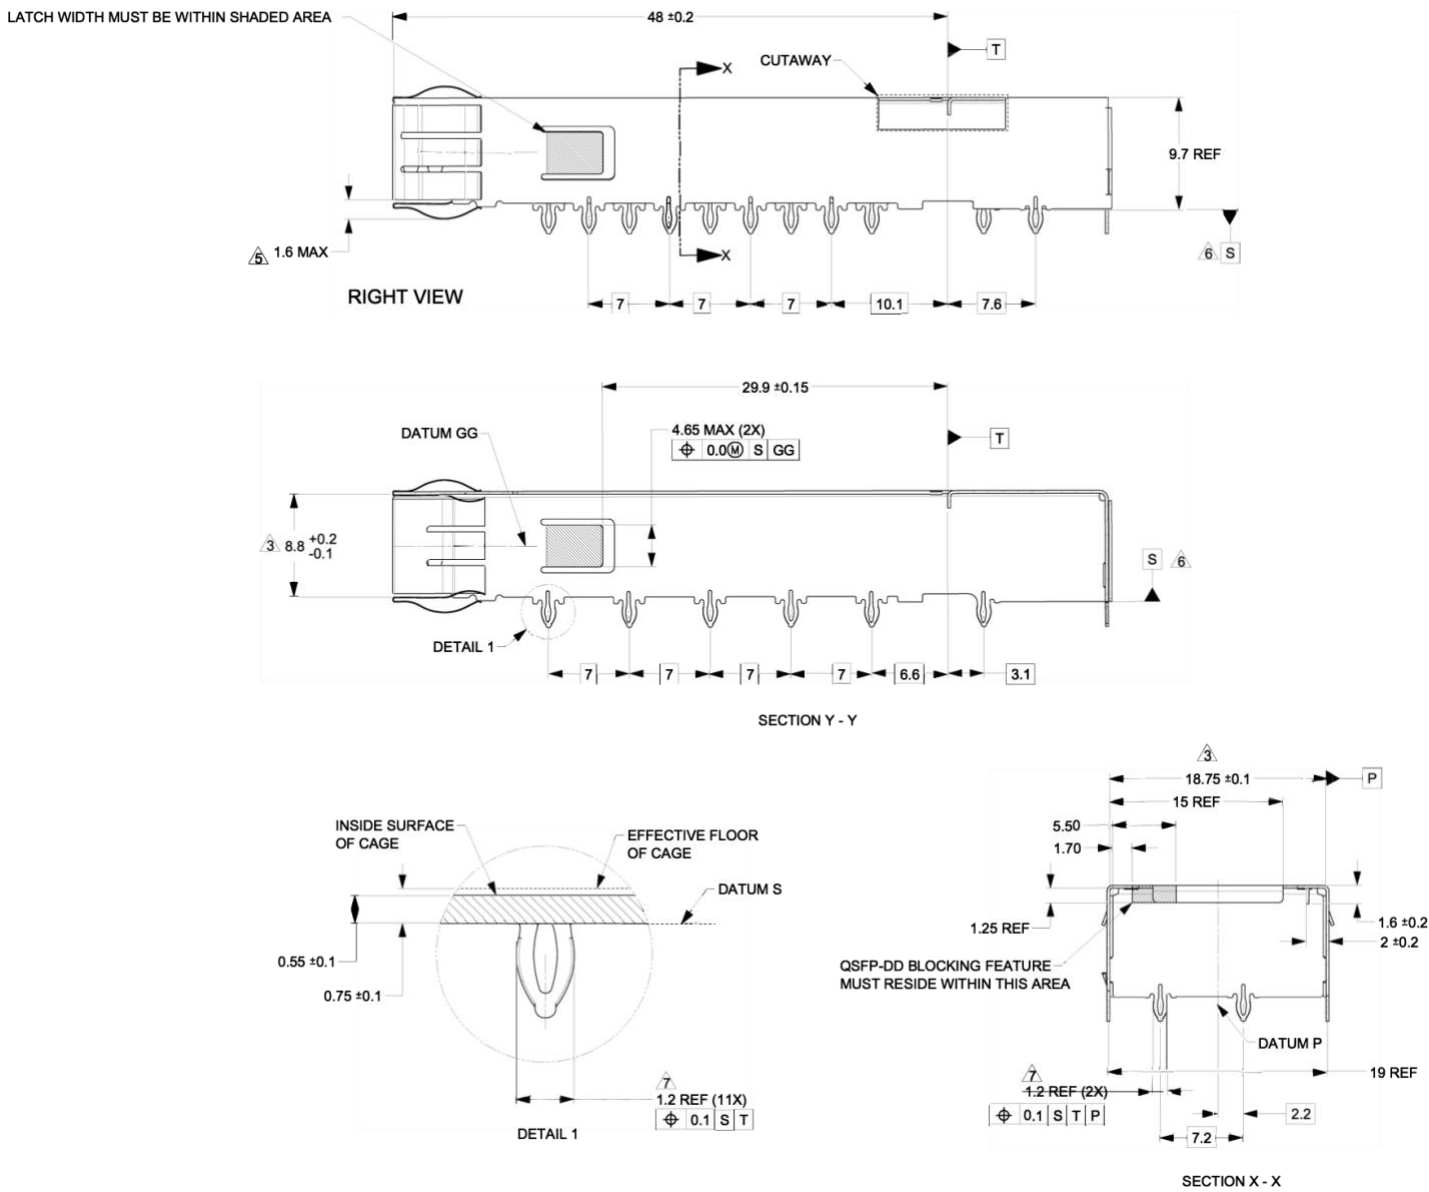 LATCH WIDTH MUST BE WITHIN SHADED AREA
48 ±0.2
T
X
CUTAWAY
9.7 REF
5 1.6 MAX
X
6 S
RIGHT VIEW
7 7 7 10.1 7.6
29.9 ±0.15
DATUM GG
4.65 MAX (2X)
⌖ 0.0Ⓜ S GG
T
3 8.8 +0.2
-0.1
S 6
DETAIL 1
7 7 7 7 6.6 3.1
SECTION Y - Y
3
18.75 ±0.1 P
15 REF
5.50
1.70
INSIDE SURFACE
OF CAGE
EFFECTIVE FLOOR
OF CAGE
DATUM S
0.55 ±0.1
0.75 ±0.1
7
1.2 REF (11X)
⌖ 0.1 S T
DETAIL 1
1.25 REF
1.6 ±0.2
2 ±0.2
QSFP-DD BLOCKING FEATURE
MUST RESIDE WITHIN THIS AREA
DATUM P
19 REF
7
1.2 REF (2X)
⌖ 0.1 S T P
2.2
7.2
SECTION X - X